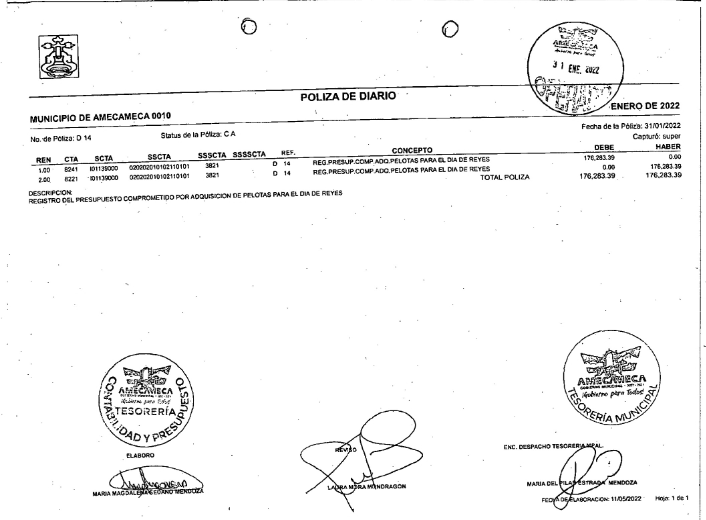 AMECAMECA
Gobierno para Todos
31 ENE. 2022
OPERADO
POLIZA DE DIARIO
ENERO DE 2022
MUNICIPIO DE AMECAMECA 0010
Fecha de la Póliza: 31/01/2022
No. de Póliza: D 14 Status de la Póliza: C A Capturó: super
REN CTA SCTA SSCTA SSSCTA SSSSCTA REF. CONCEPTO DEBE HABER
1.00 8241 I01139000 020202010102110101 3821 D 14 REG.PRESUP.COMP.ADQ.PELOTAS PARA EL DIA DE REYES 176,283.39 0.00
2.00 8221 I01139000 020202010102110101 3821 D 14 REG.PRESUP.COMP.ADQ.PELOTAS PARA EL DIA DE REYES 0.00 176,283.39
TOTAL POLIZA 176,283.39 176,283.39
DESCRIPCION:
REGISTRO DEL PRESUPUESTO COMPROMETIDO POR ADQUISICION DE PELOTAS PARA EL DIA DE REYES
AMECAMECA
Gobierno para Todos
TESORERÍA
CONTABILIDAD Y PRESUPUESTO
AMECAMECA
Gobierno para Todos
TESORERÍA MUNICIPAL
ELABORO
REVISO
ENC. DESPACHO TESORERIA MPAL.
MARIA MAGDALENA SEDANO MENDOZA
LAURA MORA MONDRAGON
MARIA DEL PILAR ESTRADA MENDOZA
FECHA DE ELABORACION: 11/05/2022 Hoja: 1 de 1